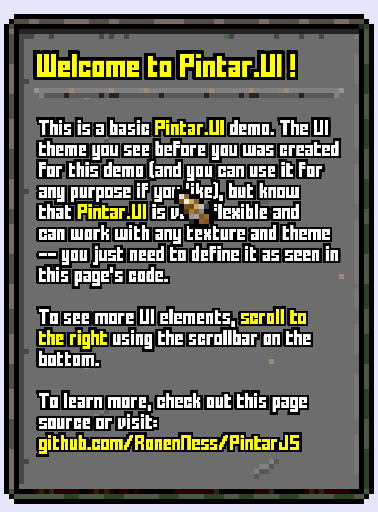 Welcome to Pintar.UI !
This is a basic Pintar.UI demo. The UI
theme you see before you was created
for this demo (and you can use it for
any purpose if you like), but know
that Pintar.UI is flexible and
can work with any texture and theme
-- you just need to define it as seen in
this page's code.
To see more UI elements, scroll to
the right using the scrollbar on the
bottom.
To learn more, check out this page
source or visit:
github.com/RonenNess/PintarJS